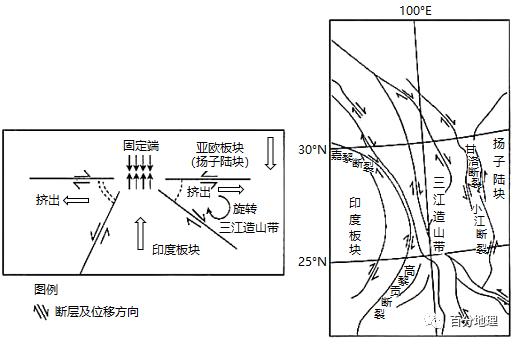 固定端
亚欧板块
(扬子陆块)
挤出
挤出
旋转
三江造山带
印度板块
图例
断层及位移方向
100°E
30°N
25°N
嘉黎断裂
甘洛断裂
扬子陆块
三江造山带
小江断裂
印度板块
高黎贡断裂
百分地理